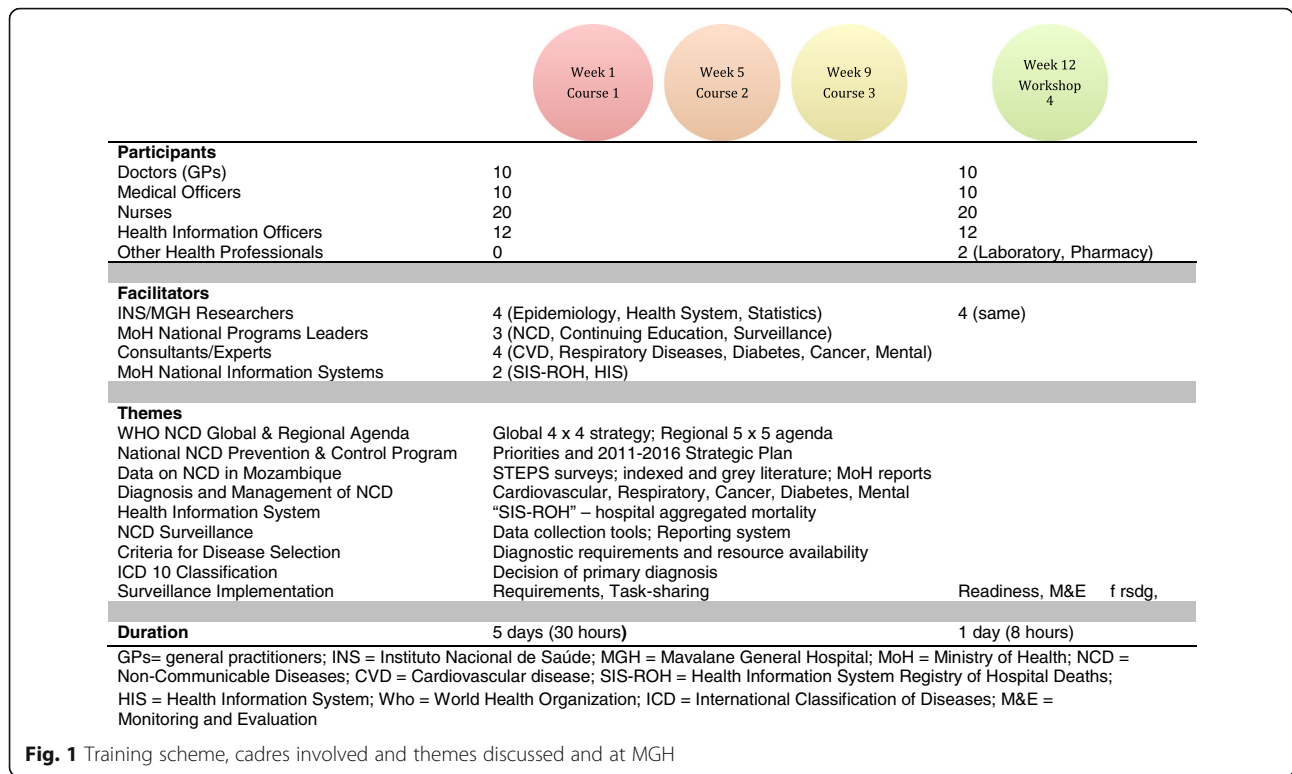 Week 1
Course 1
Week 5
Course 2
Week 9
Course 3
Week 12
Workshop
4
Participants
Doctors (GPs) 10 10
Medical Officers 10 10
Nurses 20 20
Health Information Officers 12 12
Other Health Professionals 0 2 (Laboratory, Pharmacy)
Facilitators
INS/MGH Researchers 4 (Epidemiology, Health System, Statistics) 4 (same)
MoH National Programs Leaders 3 (NCD, Continuing Education, Surveillance)
Consultants/Experts 4 (CVD, Respiratory Diseases, Diabetes, Cancer, Mental)
MoH National Information Systems 2 (SIS-ROH, HIS)
Themes
WHO NCD Global & Regional Agenda Global 4 x 4 strategy; Regional 5 x 5 agenda
National NCD Prevention & Control Program Priorities and 2011-2016 Strategic Plan
Data on NCD in Mozambique STEPS surveys; indexed and grey literature; MoH reports
Diagnosis and Management of NCD Cardiovascular, Respiratory, Cancer, Diabetes, Mental
Health Information System “SIS-ROH” – hospital aggregated mortality
NCD Surveillance Data collection tools; Reporting system
Criteria for Disease Selection Diagnostic requirements and resource availability
ICD 10 Classification Decision of primary diagnosis
Surveillance Implementation Requirements, Task-sharing Readiness, M&E f rsdg,
Duration 5 days (30 hours) 1 day (8 hours)
GPs= general practitioners; INS = Instituto Nacional de Saúde; MGH = Mavalane General Hospital; MoH = Ministry of Health; NCD =
Non-Communicable Diseases; CVD = Cardiovascular disease; SIS-ROH = Health Information System Registry of Hospital Deaths;
HIS = Health Information System; Who = World Health Organization; ICD = International Classification of Diseases; M&E =
Monitoring and Evaluation
Fig. 1 Training scheme, cadres involved and themes discussed and at MGH